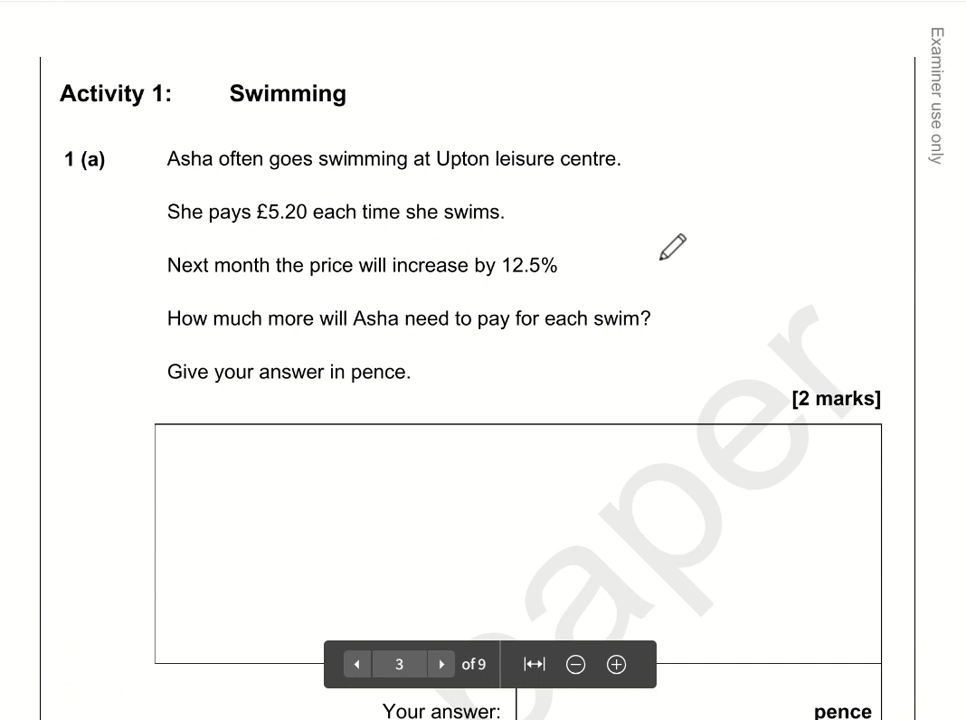 Examiner use only
Activity 1: Swimming
1 (a) Asha often goes swimming at Upton leisure centre.
She pays £5.20 each time she swims.
Next month the price will increase by 12.5%
How much more will Asha need to pay for each swim?
Give your answer in pence.
[2 marks]
paper
3 of 9
Your answer: pence